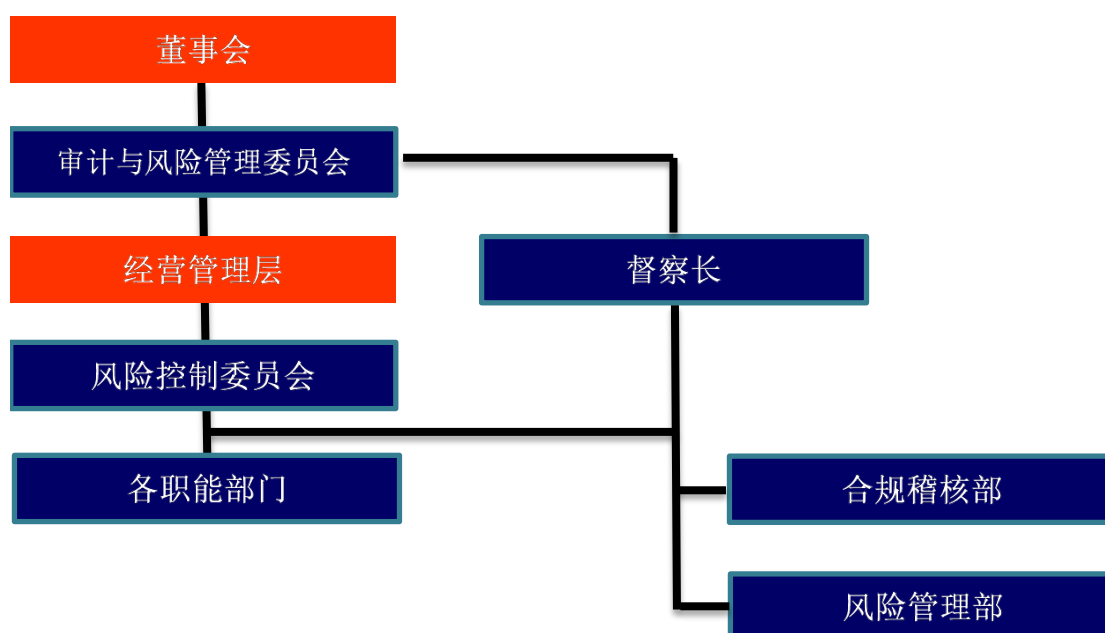 董事会
审计与风险管理委员会
经营管理层
督察长
风险控制委员会
各职能部门
合规稽核部
风险管理部